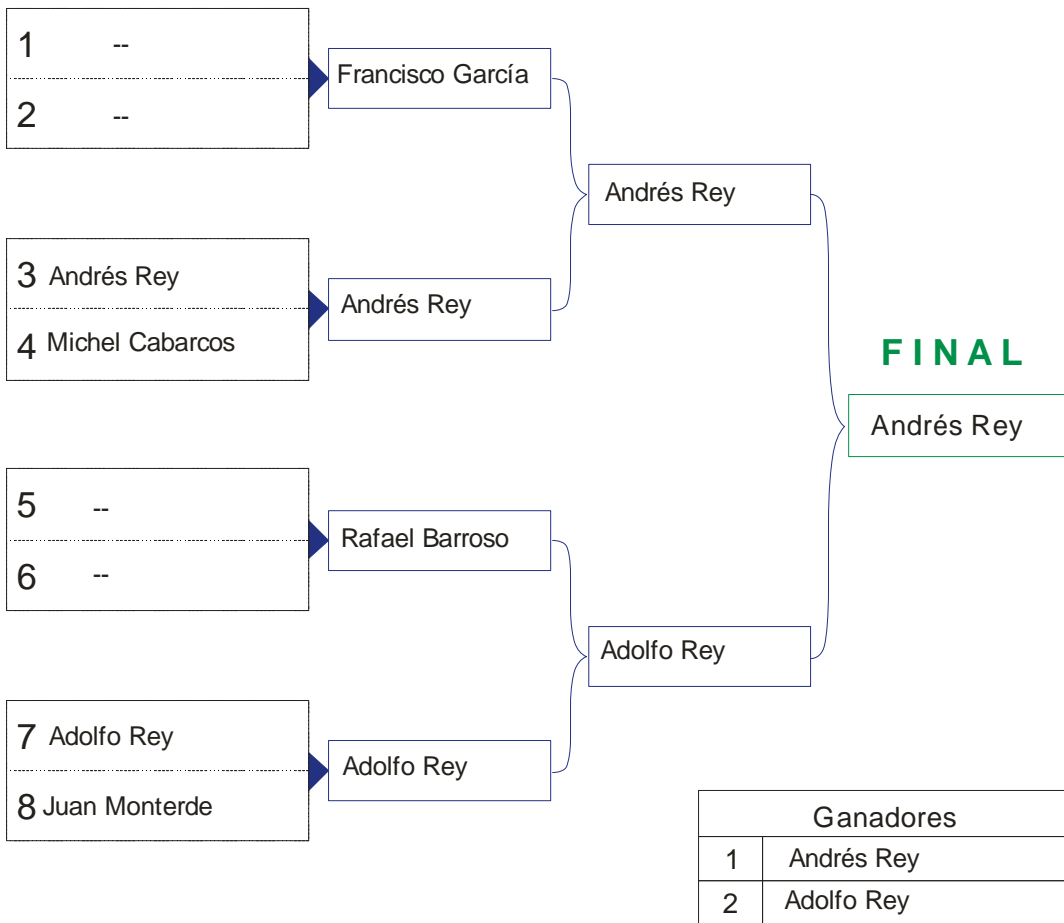 1 --
2 --
Francisco García
Andrés Rey
3 Andrés Rey
4 Michel Cabarcos
Andrés Rey
FINAL
Andrés Rey
5 --
6 --
Rafael Barroso
Adolfo Rey
7 Adolfo Rey
8 Juan Monterde
Adolfo Rey
Ganadores
1 Andrés Rey
2 Adolfo Rey